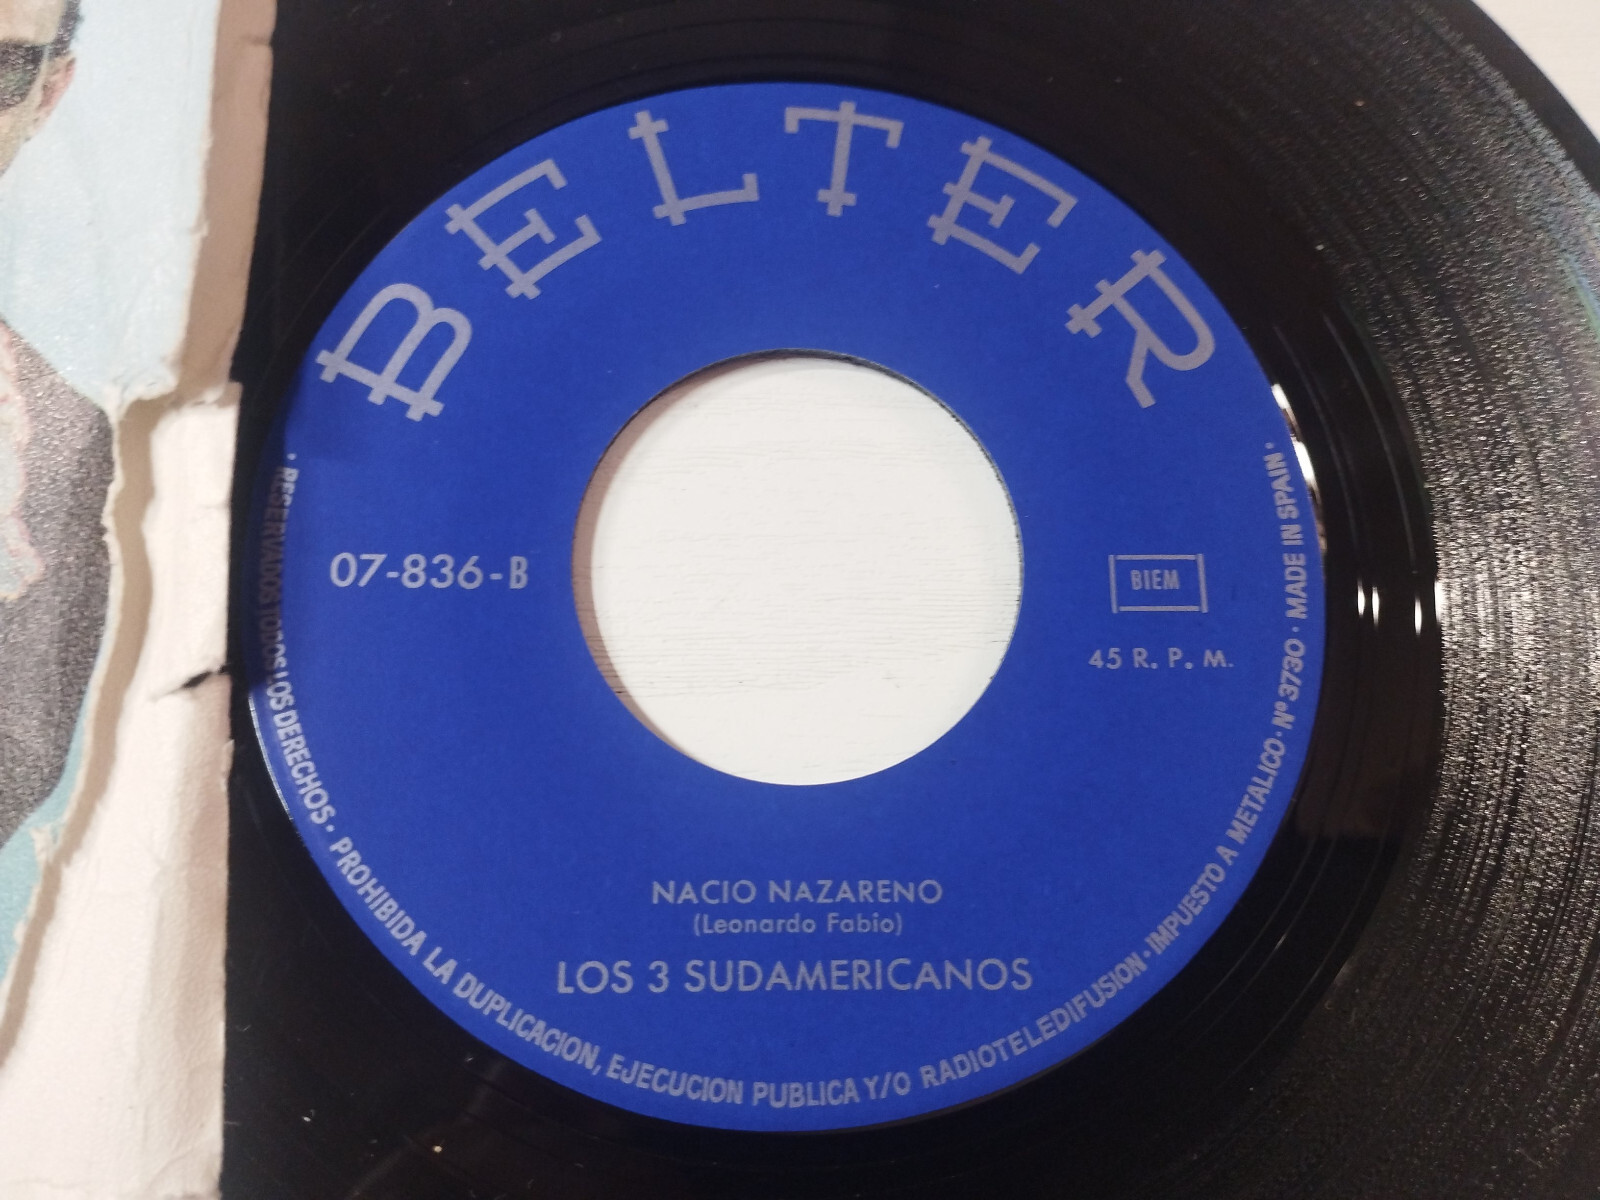 BELTER
07-836-B
BIEM
45 R. P. M.
NACIO NAZARENO
(Leonardo Fabio)
LOS 3 SUDAMERICANOS
· RESERVADOS TODOS LOS DERECHOS · PROHIBIDA LA DUPLICACION, EJECUCION PUBLICA Y/O RADIOTELEDIFUSION · IMPUESTO A METALICO · Nº 3730 · MADE IN SPAIN ·